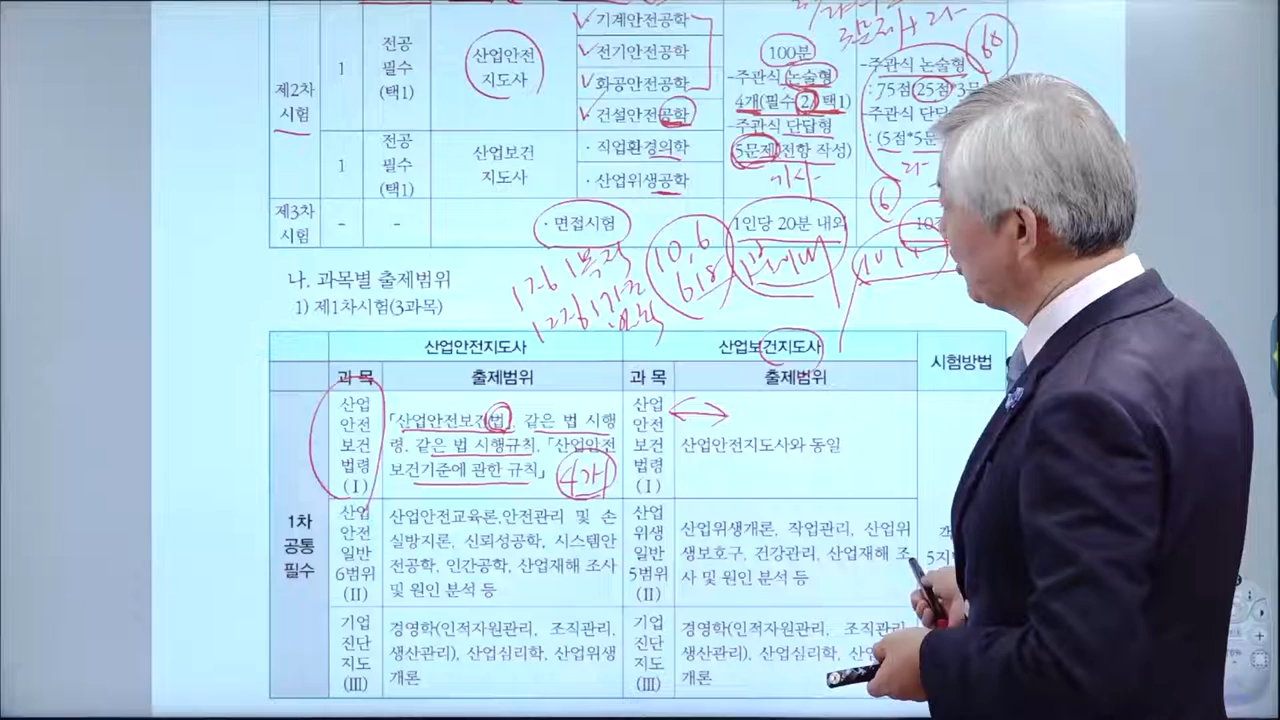 제2차
시험
1
전공
필수
(택1)
산업안전
지도사
기계안전공학
전기안전공학
화공안전공학
건설안전공학
100분
-주관식 논술형
4개(필수 2/택1)
-주관식 단답형
5문제(전항 작성)
-주관식 논술형
: 75점 25점*3문
주관식 단답
: (5점*5문
1
전공
필수
(택1)
산업보건
지도사
· 직업환경의학
· 산업위생공학
기사
제3차
시험
-
-
· 면접시험
1인당 20분 내외
10
나. 과목별 출제범위
1) 제1차시험(3과목)
산업안전지도사
산업보건지도사
시험방법
과 목
출제범위
과 목
출제범위
1차
공통
필수
산업
안전
보건
법령
(Ⅰ)
「산업안전보건법」, 같은 법 시행
령, 같은 법 시행규칙, 「산업안전
보건기준에 관한 규칙」
4가
산업
안전
보건
법령
(Ⅰ)
산업안전지도사와 동일
산업
안전
일반
6범위
(Ⅱ)
산업안전교육론,안전관리 및 손
실방지론, 신뢰성공학, 시스템안
전공학, 인간공학, 산업재해 조사
및 원인 분석 등
산업
위생
일반
5범위
(Ⅱ)
산업위생개론, 작업관리, 산업위
생보호구, 건강관리, 산업재해 조
사 및 원인 분석 등
5지
기업
진단
지도
(Ⅲ)
경영학(인적자원관리, 조직관리,
생산관리), 산업심리학, 산업위생
개론
기업
진단
지도
(Ⅲ)
경영학(인적자원관리, 조직관리,
생산관리), 산업심리학,
개론